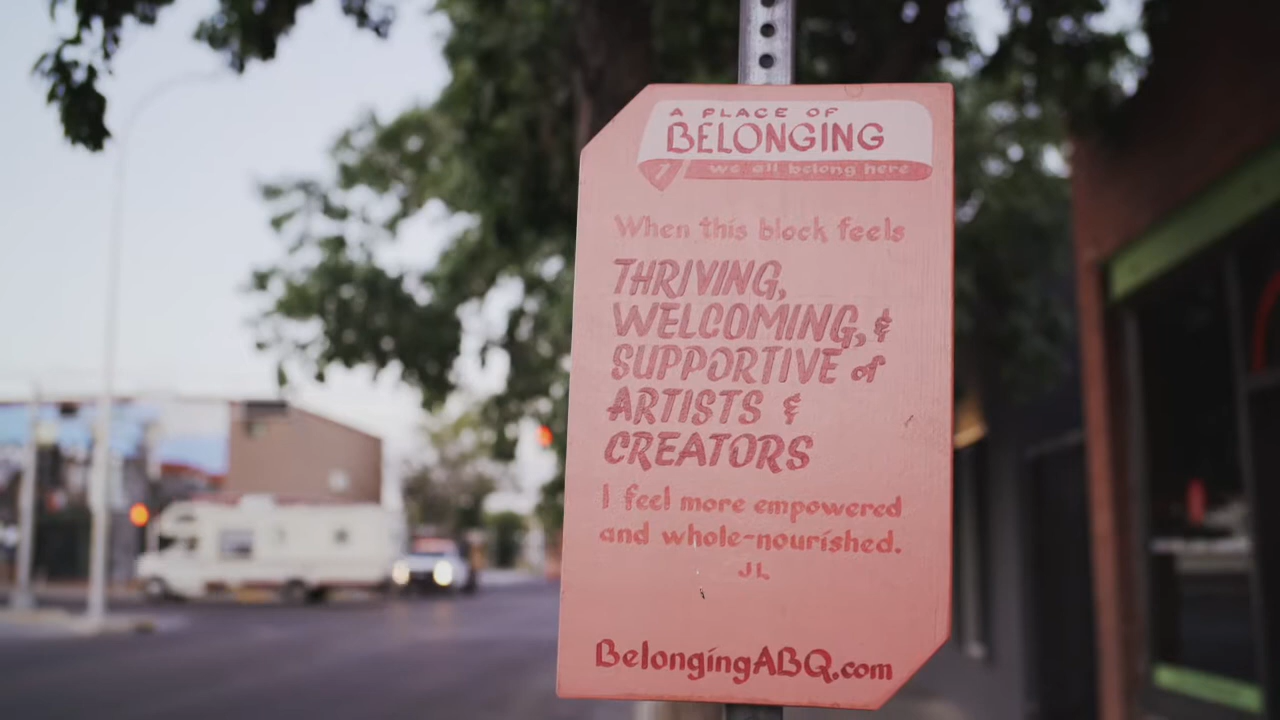 A PLACE OF
BELONGING
we all belong here
When this block feels
THRIVING,
WELCOMING, &
SUPPORTIVE of
ARTISTS &
CREATORS
I feel more empowered
and whole-nourished.
JL
BelongingABQ.com